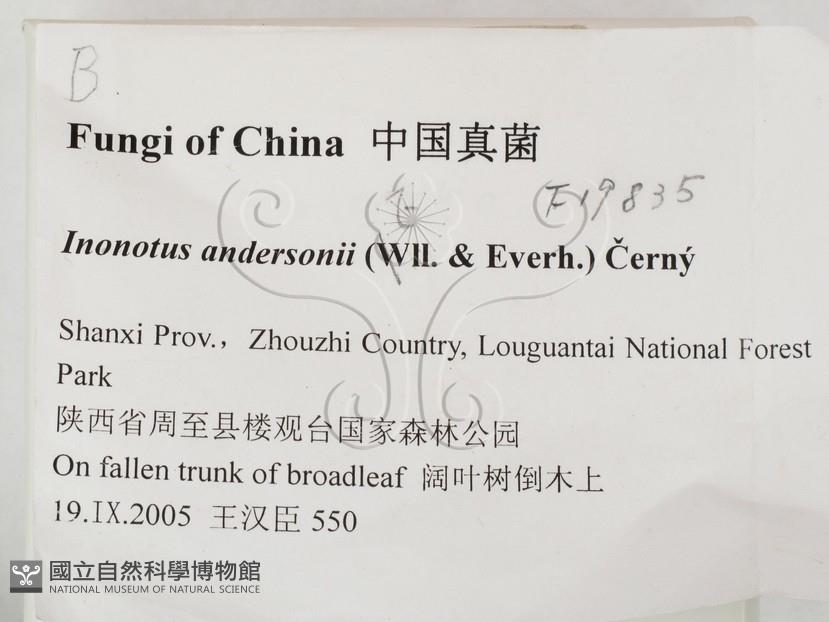 B
Fungi of China 中国真菌
F19835
Inonotus andersonii (Wll. & Everh.) Černý
Shanxi Prov., Zhouzhi Country, Louguantai National Forest
Park
陕西省周至县楼观台国家森林公园
On fallen trunk of broadleaf 阔叶树倒木上
19.IX.2005 王汉臣 550
國立自然科學博物館
NATIONAL MUSEUM OF NATURAL SCIENCE